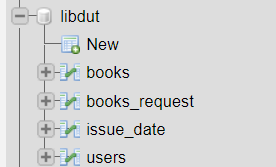 libdut
New
books
books_request
issue_date
users